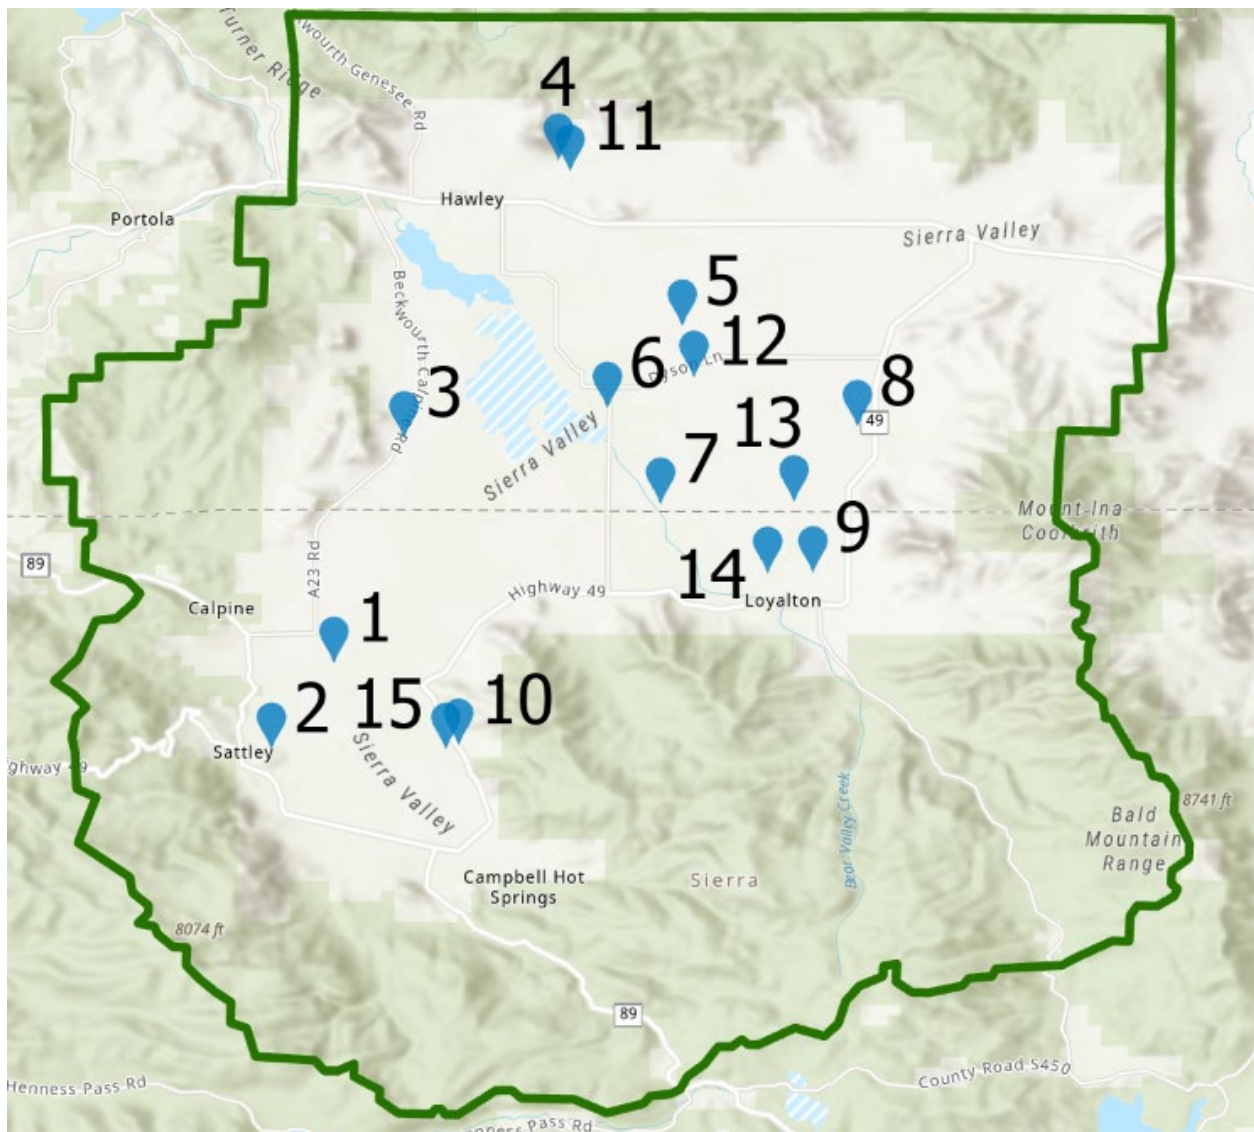 Turner Ridge
ckwourth Genesee Rd
4
11
Hawley
Portola
Sierra Valley
Beckwourth Calpine Rd
5
12
6
Dyson Ln
3
8
49
13
Sierra Valley
7
Mount Ina
Coolbrith
9
89
A23 Rd
14
Highway 49
Loyalton
Calpine
1
2
15
10
Sattley
Sierra Valley
ighway 49
Bear Valley Creek
8741 ft
Bald
Mountain
Range
Campbell Hot
Springs
Sierra
8074 ft
89
County Road S450
Henness Pass Rd
enness Pass Rd